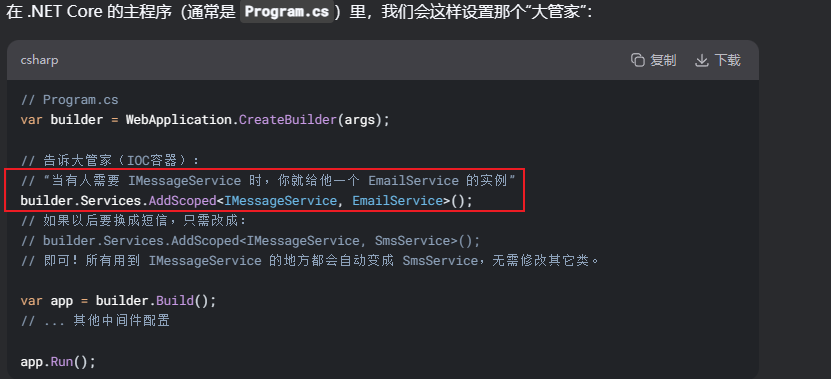 在 .NET Core 的主程序（通常是 Program.cs）里，我们会这样设置那个“大管家”：
csharp
复制
下载
// Program.cs
var builder = WebApplication.CreateBuilder(args);
// 告诉大管家（IOC容器）：
// “当有人需要 IMessageService 时，你就给他一个 EmailService 的实例”
builder.Services.AddScoped<IMessageService, EmailService>();
// 如果以后要换成短信，只需改成：
// builder.Services.AddScoped<IMessageService, SmsService>();
// 即可！所有用到 IMessageService 的地方都会自动变成 SmsService，无需修改其它类。
var app = builder.Build();
// ... 其他中间件配置
app.Run();